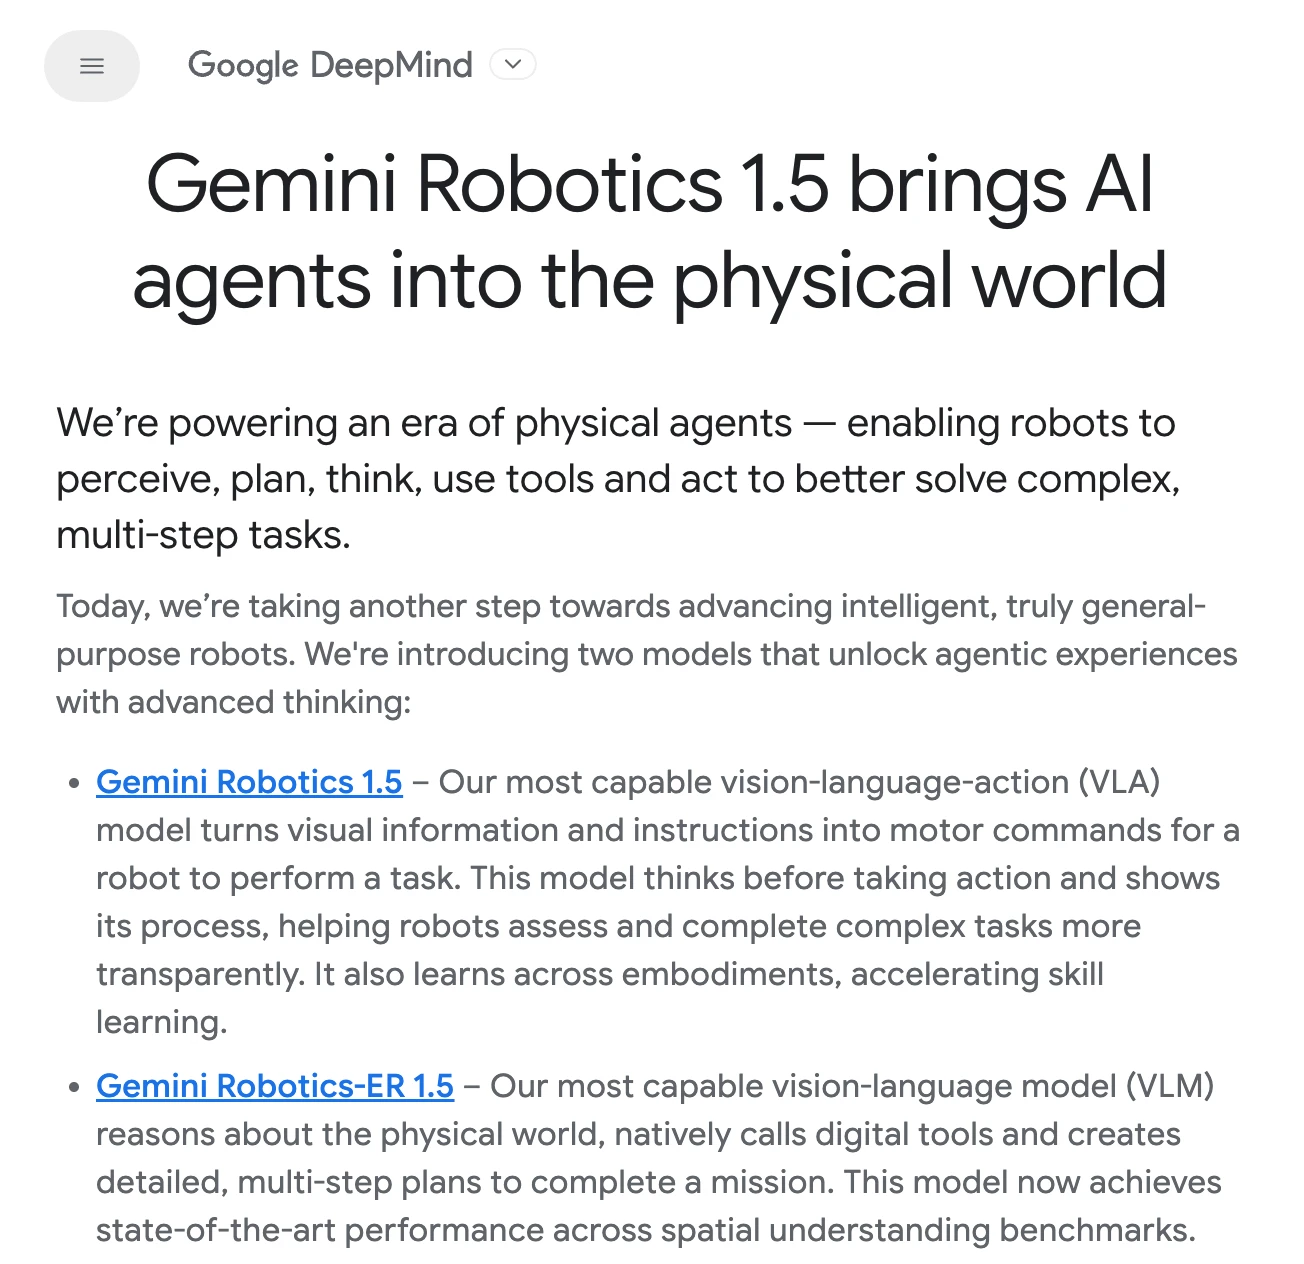 Google DeepMind
Gemini Robotics 1.5 brings AI
agents into the physical world
We’re powering an era of physical agents — enabling robots to
perceive, plan, think, use tools and act to better solve complex,
multi-step tasks.
Today, we’re taking another step towards advancing intelligent, truly general-
purpose robots. We're introducing two models that unlock agentic experiences
with advanced thinking:
• Gemini Robotics 1.5 – Our most capable vision-language-action (VLA)
model turns visual information and instructions into motor commands for a
robot to perform a task. This model thinks before taking action and shows
its process, helping robots assess and complete complex tasks more
transparently. It also learns across embodiments, accelerating skill
learning.
• Gemini Robotics-ER 1.5 – Our most capable vision-language model (VLM)
reasons about the physical world, natively calls digital tools and creates
detailed, multi-step plans to complete a mission. This model now achieves
state-of-the-art performance across spatial understanding benchmarks.